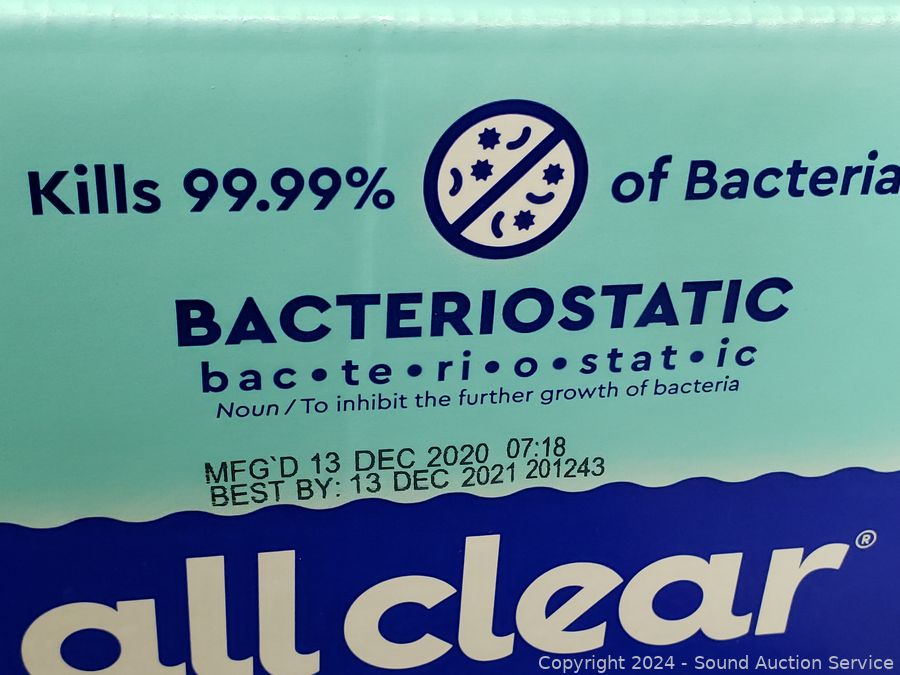 Kills 99.99% of Bacteria
BACTERIOSTATIC
bac•te•ri•o•stat•ic
Noun / To inhibit the further growth of bacteria
MFG`D 13 DEC 2020 07:18
BEST BY: 13 DEC 2021 201243
all clear®
Copyright 2024 - Sound Auction Service